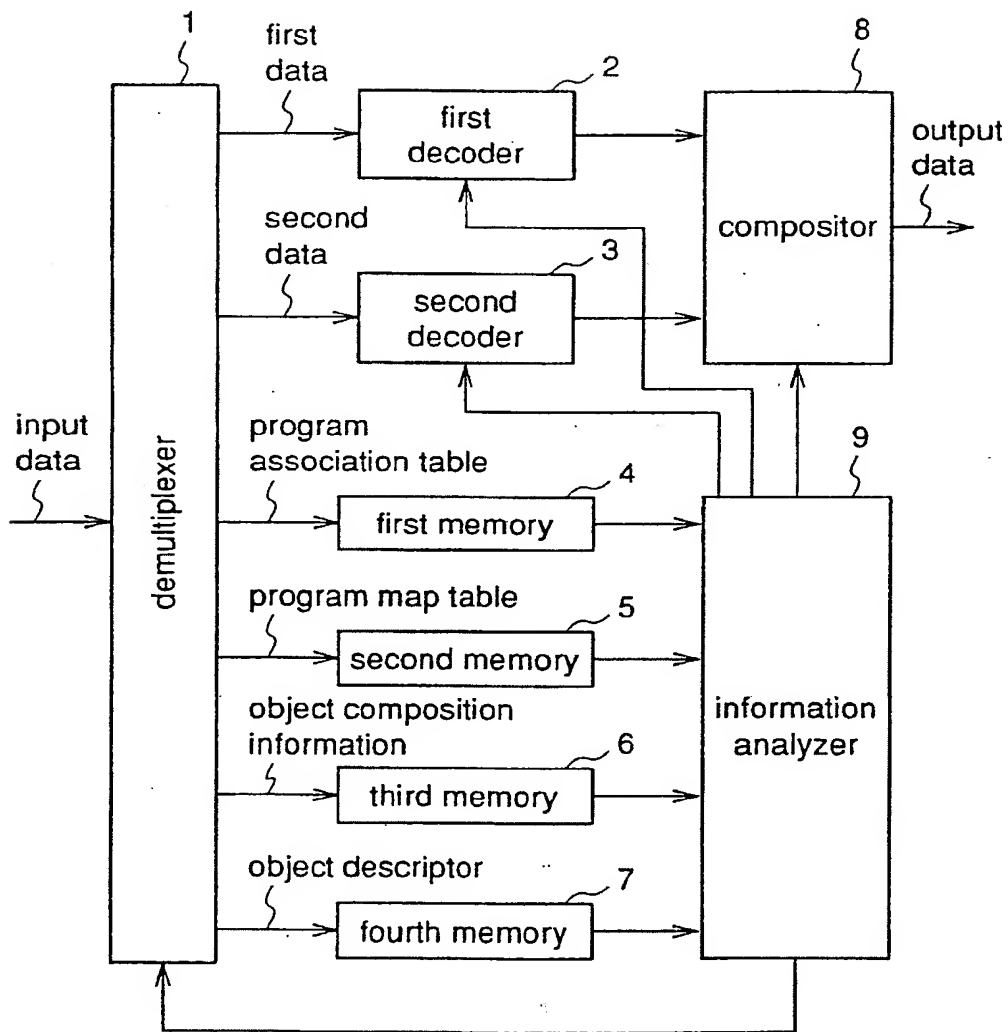 1
first
data
2
first
decoder
8
output
data
compositor
second
data
3
second
decoder
input
data
demultiplexer
program
association table
4
first memory
9
program map table
5
second memory
information
analyzer
object composition
information
6
third memory
object descriptor
7
fourth memory